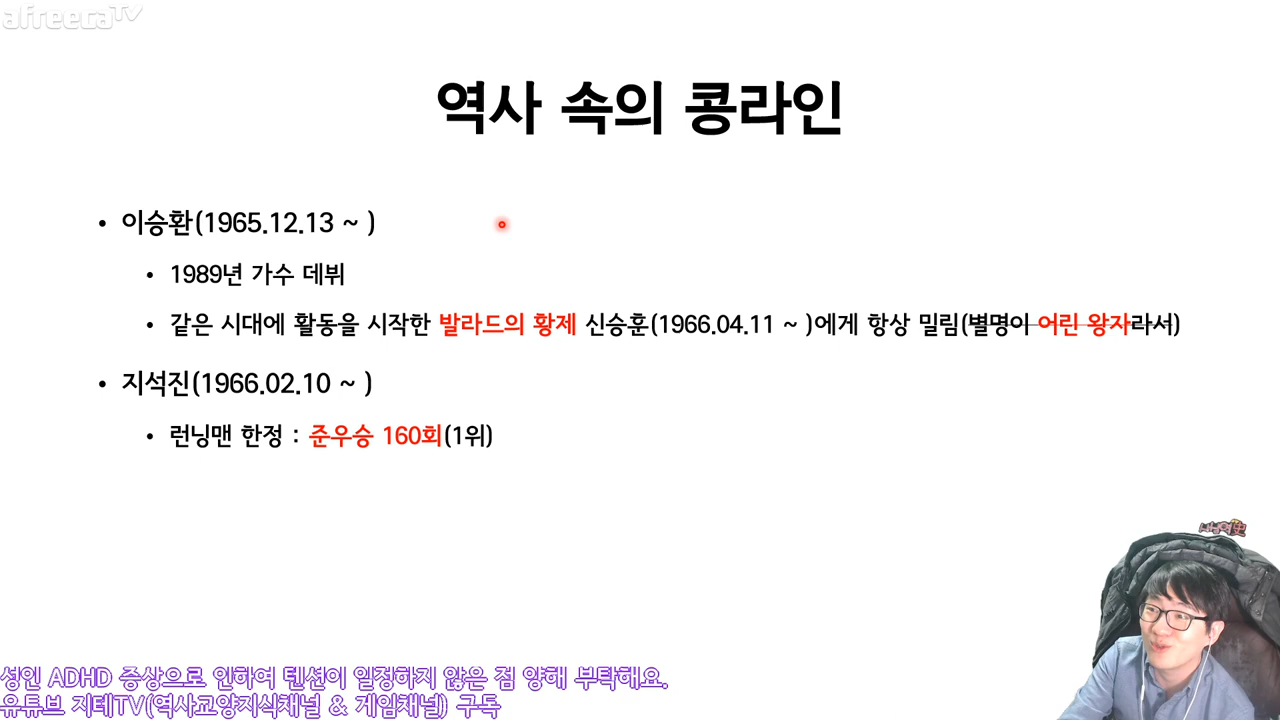 afreecaTV
역사 속의 콩라인
• 이승환(1965.12.13 ~ )
• 1989년 가수 데뷔
• 같은 시대에 활동을 시작한 발라드의 황제 신승훈(1966.04.11 ~ )에게 항상 밀림(별명이 어린 왕자라서)
• 지석진(1966.02.10 ~ )
• 런닝맨 한정 : 준우승 160회(1위)
성인 ADHD 증상으로 인하여 텐션이 일정하지 않은 점 양해 부탁해요.
유튜브 지테TV(역사교양지식채널 & 게임채널) 구독